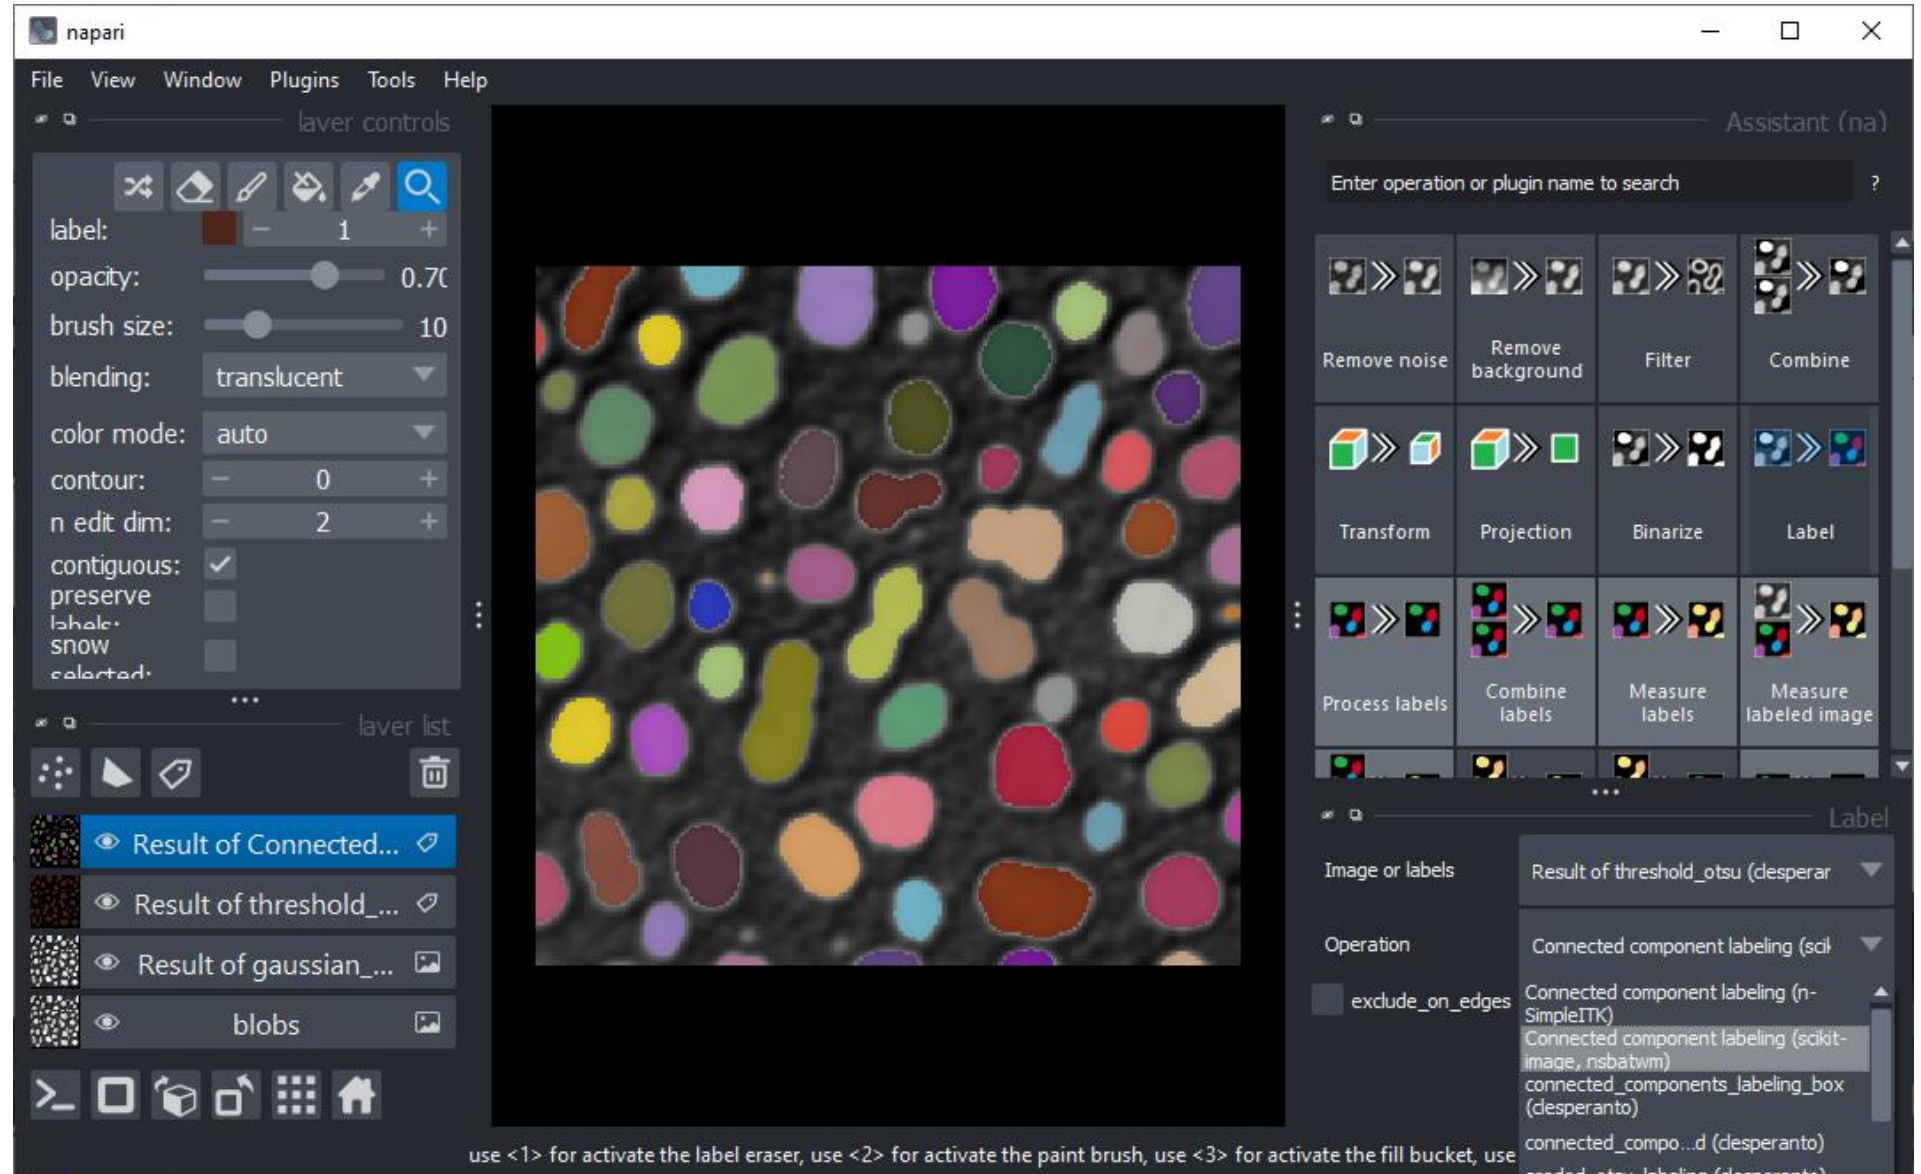 napari
File View Window Plugins Tools Help
laver controls
label: 1
opacity: 0.70
brush size: 10
blending: translucent
color mode: auto
contour: 0
n edit dim: 2
contiguous:
preserve
labels:
snow
selected:
laver list
Result of Connected...
Result of threshold_...
Result of gaussian_...
blobs
use <1> for activate the label eraser, use <2> for activate the paint brush, use <3> for activate the fill bucket, use
Assistant (na)
Enter operation or plugin name to search ?
Remove noise
Remove
background
Filter
Combine
Transform
Projection
Binarize
Label
Process labels
Combine
labels
Measure
labels
Measure
labeled image
Label
Image or labels Result of threshold_otsu (clesperar
Operation Connected component labeling (scik
exclude_on_edges
Connected component labeling (n-
SimpleITK)
Connected component labeling (scikit-
image, nsbatwm)
connected_components_labeling_box
(clesperanto)
connected_compo...d (clesperanto)